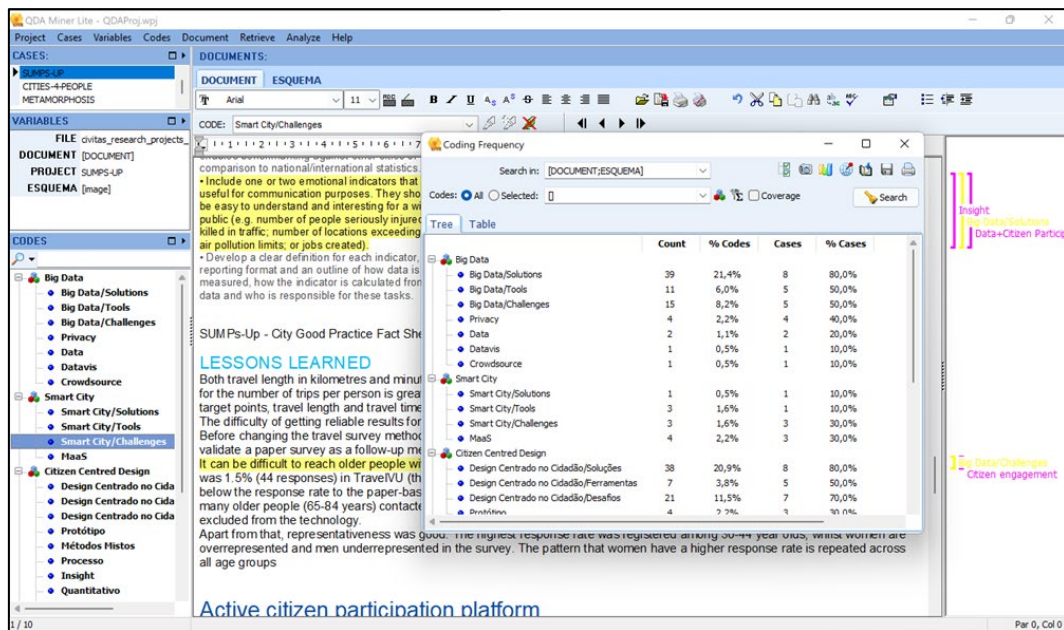 QDA Miner Lite - QDAProj.wpj
Project Cases Variables Codes Document Retrieve Analyze Help
CASES:
SUMPS-UP
CITIES-4-PEOPLE
METAMORPHOSIS
VARIABLES
FILE civitas_research_projects_
DOCUMENT [DOCUMENT]
PROJECT SUMPS-UP
ESQUEMA [image]
CODES
Big Data
Big Data/Solutions
Big Data/Tools
Big Data/Challenges
Privacy
Data
Datavis
Crowdsource
Smart City
Smart City/Solutions
Smart City/Tools
Smart City/Challenges
MaaS
Citizen Centred Design
Design Centrado no Cida
Design Centrado no Cida
Design Centrado no Cida
Protótipo
Métodos Mistos
Processo
Insight
Quantitativo
1 / 10
DOCUMENTS:
DOCUMENT ESQUEMA
Arial 11
CODE: Smart City/Challenges
comparison to national/international statistics.
• Include one or two emotional indicators that
useful for communication purposes. They sho
be easy to understand and interesting for a wi
public (e.g. number of people seriously injured
killed in traffic; number of locations exceeding
air pollution limits; or jobs created).
• Develop a clear definition for each indicator,
reporting format and an outline of how data is
measured, how the indicator is calculated from
data and who is responsible for these tasks.
SUMPs-Up - City Good Practice Fact She
LESSONS LEARNED
Both travel length in kilometres and minut
for the number of trips per person is grea
target points, travel length and travel time
The difficulty of getting reliable results for
Before changing the travel survey method
validate a paper survey as a follow-up me
It can be difficult to reach older people wi
was 1.5% (44 responses) in TravelVU (th
below the response rate to the paper-bas
many older people (65-84 years) contacte
excluded from the technology.
Apart from that, representativeness was good. The highest response rate was registered among 30-44 year olds, whilst women are
overrepresented and men underrepresented in the survey. The pattern that women have a higher response rate is repeated across
all age groups
Active citizen participation platform
Coding Frequency
Search in: [DOCUMENT;ESQUEMA]
Codes: All Selected: [] Coverage Search
Tree Table
Count % Codes Cases % Cases
Big Data
Big Data/Solutions 39 21,4% 8 80,0%
Big Data/Tools 11 6,0% 5 50,0%
Big Data/Challenges 15 8,2% 5 50,0%
Privacy 4 2,2% 4 40,0%
Data 2 1,1% 2 20,0%
Datavis 1 0,5% 1 10,0%
Crowdsource 1 0,5% 1 10,0%
Smart City
Smart City/Solutions 1 0,5% 1 10,0%
Smart City/Tools 3 1,6% 1 10,0%
Smart City/Challenges 3 1,6% 3 30,0%
MaaS 4 2,2% 3 30,0%
Citizen Centred Design
Design Centrado no Cidadão/Soluções 38 20,9% 8 80,0%
Design Centrado no Cidadão/Ferramentas 7 3,8% 5 50,0%
Design Centrado no Cidadão/Desafios 21 11,5% 7 70,0%
Protótipo 4 2,2% 3 30,0%
Insight
Big Data/Solutions
Data+Citizen Particip
Big Data/Challenges
Citizen engagement
Par 0, Col 0